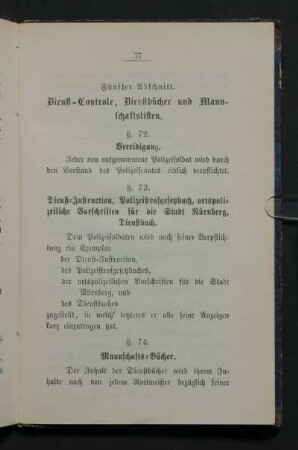 77
Fünfter Abschnitt.
Dienst-Controle, Dienstbücher und Mann-
schaftslisten.
§. 72.
Vereidigung.
Jeder neu aufgenommene Polizeisoldat wird durch
den Vorstand des Polizeisenates eidlich verpflichtet.
§. 73.
Dienst-Instruction, Polizeistrafgesetzbuch, ortspoli-
zeiliche Vorschriften für die Stadt Nürnberg,
Dienstbuch.
Dem Polizeisoldaten wird nach seiner Verpflich-
tung ein Exemplar
der Dienst-Instruction,
des Polizeistrafgesetzbuches,
der ortspolizeilichen Vorschriften für die Stadt
Nürnberg, und
des Dienstbuches
zugestellt, in welch' letzteres er alle seine Anzeigen
kurz einzutragen hat.
§. 74.
Mannschafts-Bücher.
Der Inhalt der Dienstbücher wird ihrem In-
halte nach von jedem Rottmeister bezüglich seiner